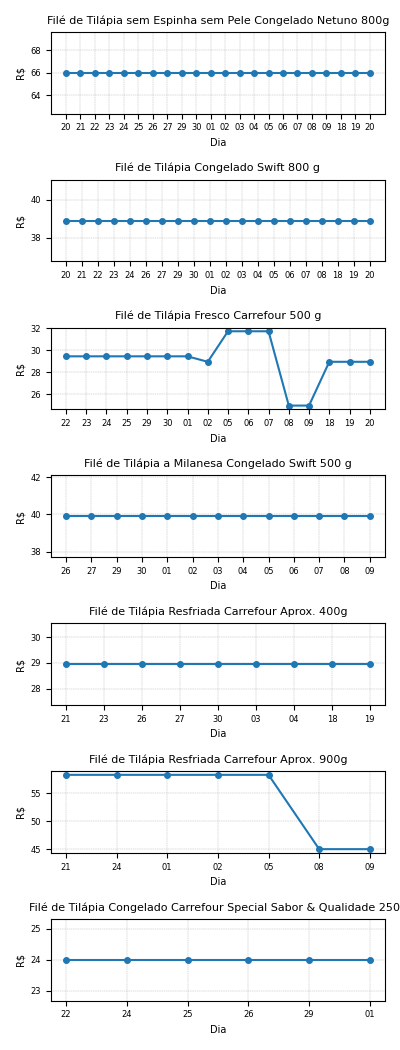 Filé de Tilápia sem Espinha sem Pele Congelado Netuno 800g
68
66
64
R$
20 21 22 23 24 25 26 27 29 30 01 02 03 04 05 06 07 08 09 18 19 20
Dia
Filé de Tilápia Congelado Swift 800 g
40
38
R$
20 21 22 23 24 26 27 29 30 01 02 03 04 05 06 07 08 09 18 19 20
Dia
Filé de Tilápia Fresco Carrefour 500 g
32
30
28
26
R$
22 23 24 25 29 30 01 02 05 06 07 08 09 18 19 20
Dia
Filé de Tilápia a Milanesa Congelado Swift 500 g
42
40
38
R$
26 27 29 30 01 02 03 04 05 06 07 08 09
Dia
Filé de Tilápia Resfriada Carrefour Aprox. 400g
30
29
28
R$
21 23 26 27 30 03 04 18 19
Dia
Filé de Tilápia Resfriada Carrefour Aprox. 900g
55
50
45
R$
21 24 01 02 05 08 09
Dia
Filé de Tilápia Congelado Carrefour Special Sabor & Qualidade 250
25
24
23
R$
22 24 25 26 29 01
Dia